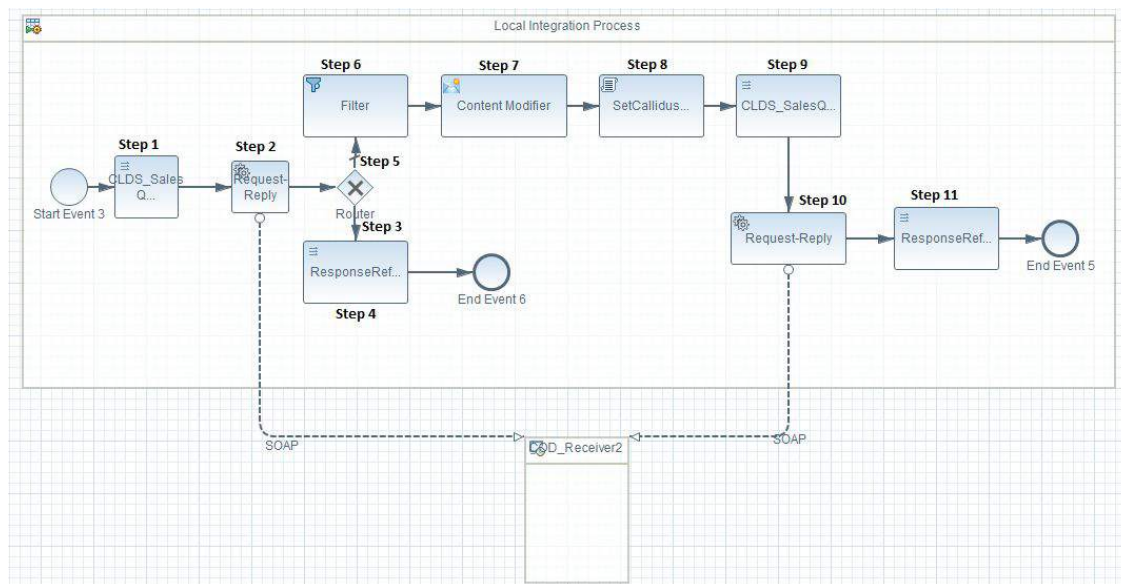 Local Integration Process
Step 6
Step 7
Step 8
Step 9
Filter
Content Modifier
SetCallidus...
CLDS_SalesQ...
Step 1
Step 2
Step 5
CLDS_Sales
Q...
Request-
Reply
Start Event 3
Router
Step 3
Step 10
Step 11
ResponseRef...
End Event 6
Step 4
Request-Reply
ResponseRef...
End Event 5
SOAP
SOAP
COD_Receiver2